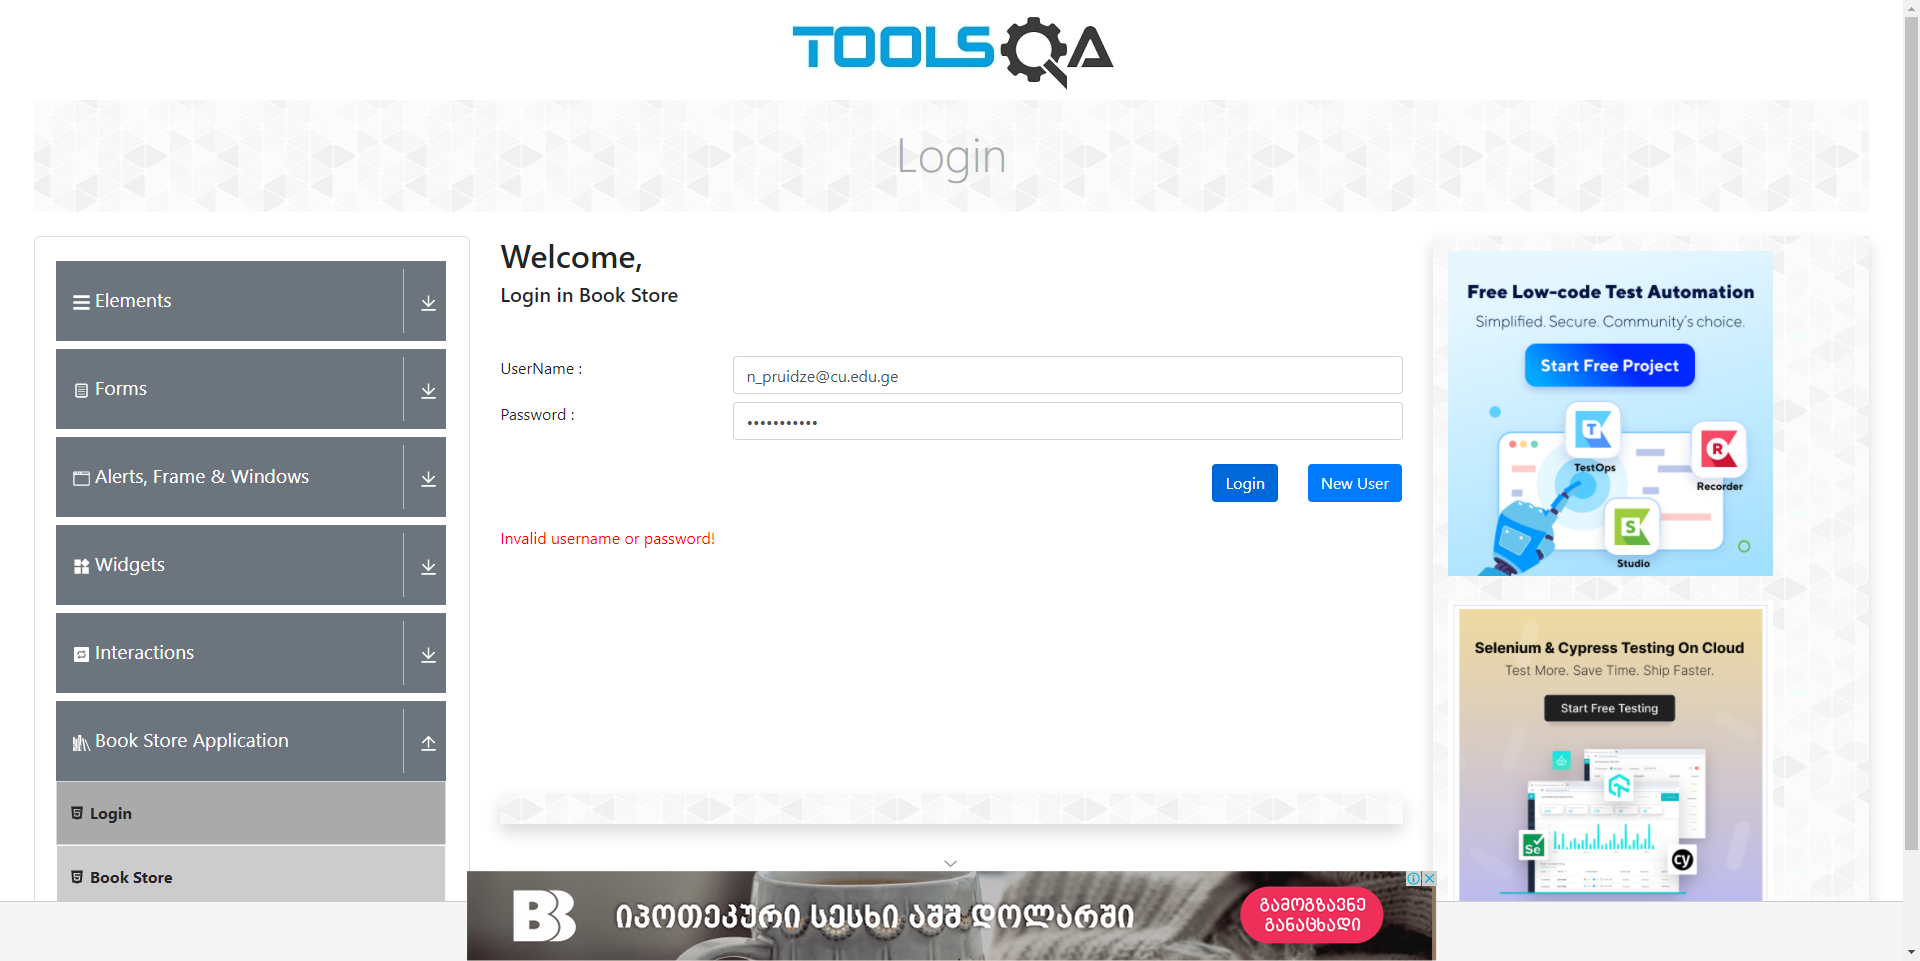 TOOLSQA
Login
Elements
Forms
Alerts, Frame & Windows
Widgets
Interactions
Book Store Application
Login
Book Store
Welcome,
Login in Book Store
UserName :
n_pruidze@cu.edu.ge
Password :
•••••••••••
Login
New User
Invalid username or password!
Free Low-code Test Automation
Simplified. Secure. Community's choice.
Start Free Project
TestOps
Recorder
Studio
Selenium & Cypress Testing On Cloud
Test More. Save Time. Ship Faster.
Start Free Testing
Se
cy
იპოთეკური სესხი აშშ დოლარში
გამოგზავნე
განაცხადი